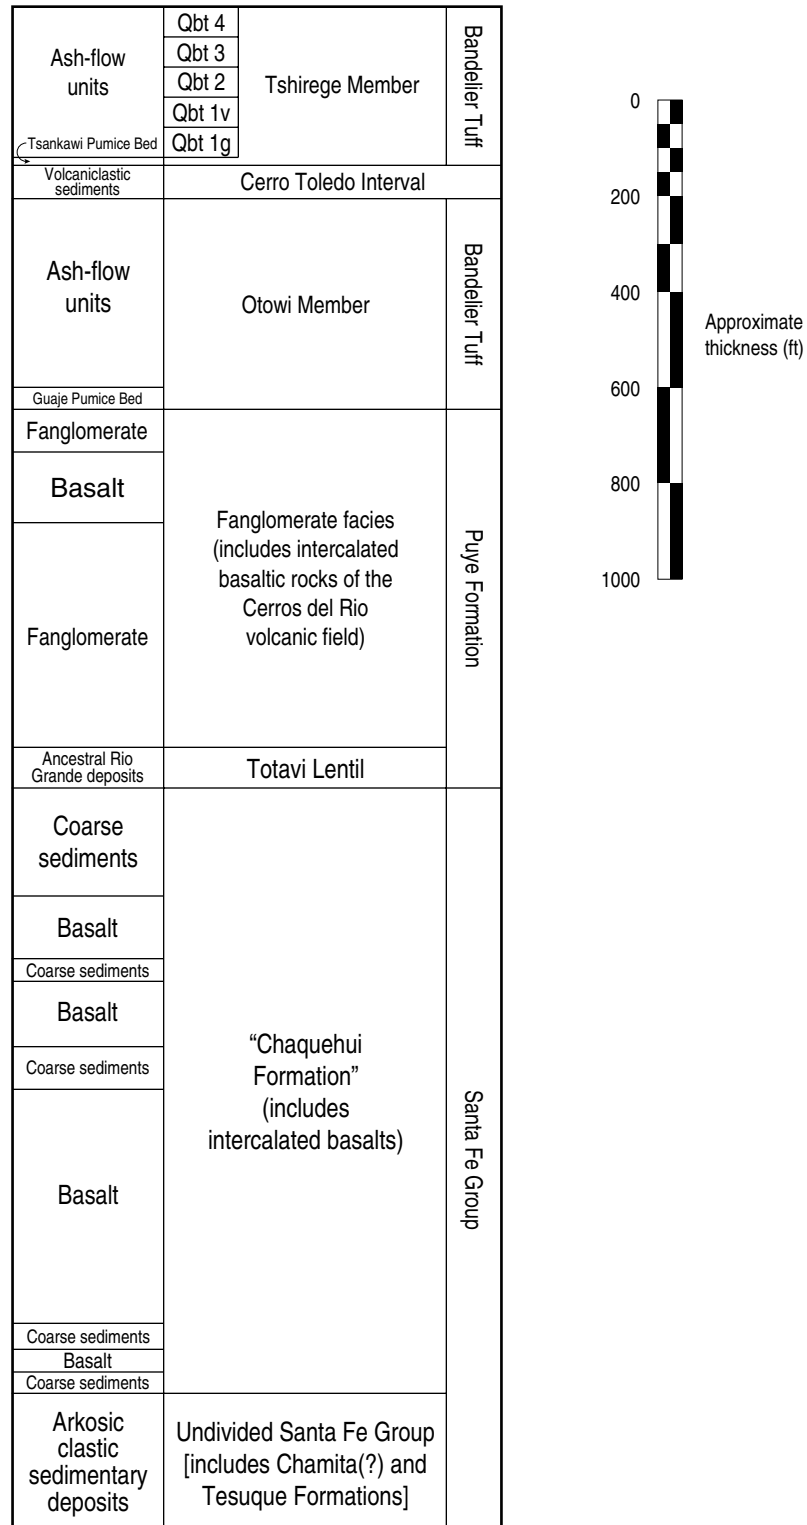 Ash-flow
units
Tsankawi Pumice Bed
Qbt 4
Qbt 3
Qbt 2
Qbt 1v
Qbt 1g
Tshirege Member
Bandelier Tuff
Volcaniclastic
sediments
Cerro Toledo Interval
Ash-flow
units
Guaje Pumice Bed
Otowi Member
Bandelier Tuff
Fanglomerate
Basalt
Fanglomerate
Fanglomerate facies
(includes intercalated
basaltic rocks of the
Cerros del Rio
volcanic field)
Puye Formation
Ancestral Rio
Grande deposits
Totavi Lentil
Coarse
sediments
Basalt
Coarse sediments
Basalt
Coarse sediments
Basalt
Coarse sediments
Basalt
Coarse sediments
“Chaquehui
Formation”
(includes
intercalated basalts)
Santa Fe Group
Arkosic
clastic
sedimentary
deposits
Undivided Santa Fe Group
[includes Chamita(?) and
Tesuque Formations]
0
200
400
600
800
1000
Approximate
thickness (ft)